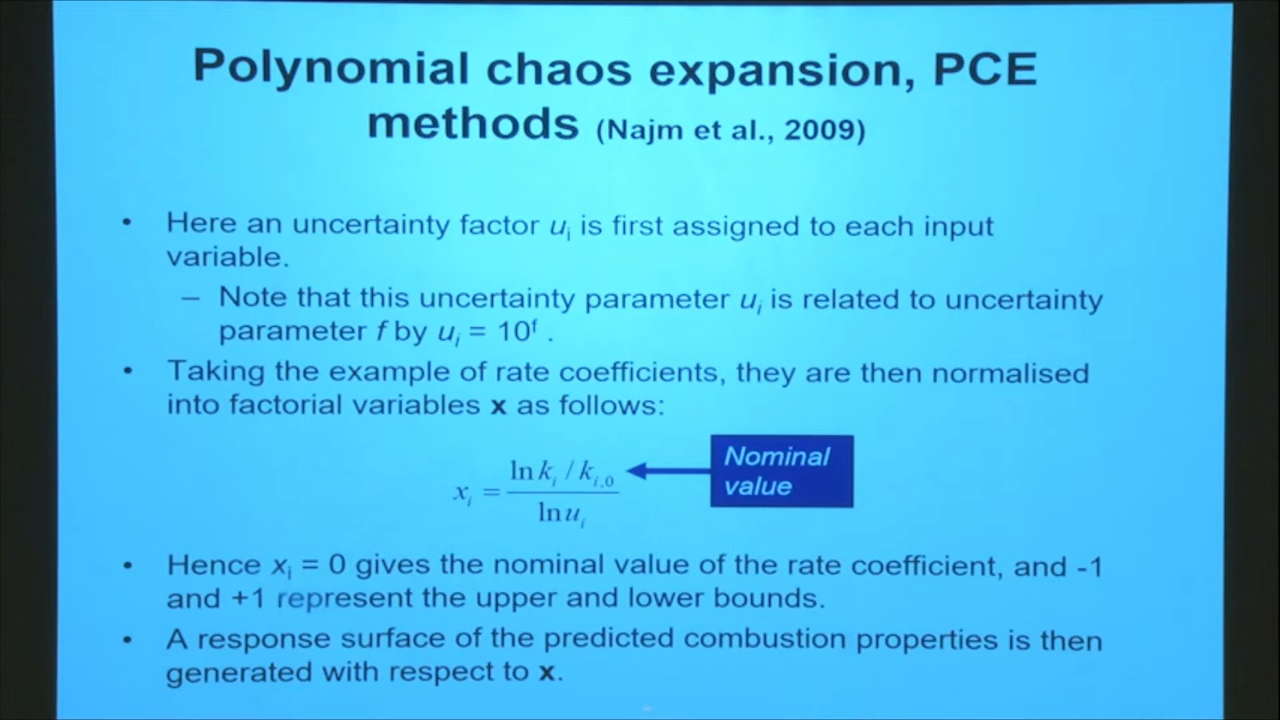 Polynomial chaos expansion, PCE
methods (Najm et al., 2009)
• Here an uncertainty factor uᵢ is first assigned to each input
variable.
– Note that this uncertainty parameter uᵢ is related to uncertainty
parameter f by uᵢ = 10ᶠ .
• Taking the example of rate coefficients, they are then normalised
into factorial variables x as follows:
xᵢ = ln kᵢ / kᵢ,₀ / ln uᵢ
Nominal
value
• Hence xᵢ = 0 gives the nominal value of the rate coefficient, and -1
and +1 represent the upper and lower bounds.
• A response surface of the predicted combustion properties is then
generated with respect to x.